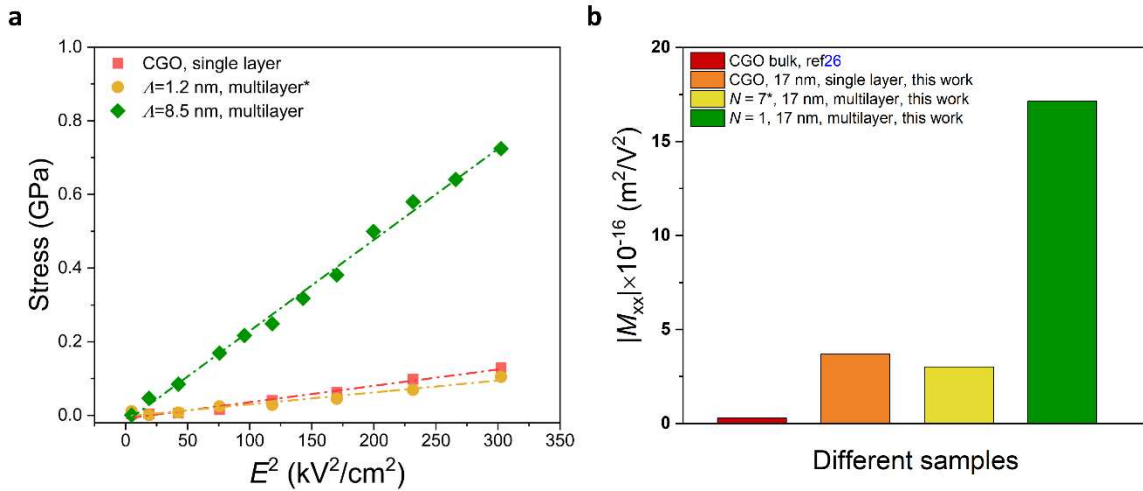 a
1.0
0.8
0.6
0.4
0.2
0.0
Stress (GPa)
CGO, single layer
Λ=1.2 nm, multilayer*
Λ=8.5 nm, multilayer
0 50 100 150 200 250 300 350
E² (kV²/cm²)
b
20
15
10
5
0
|Mxx|×10⁻¹⁶ (m²/V²)
CGO bulk, ref26
CGO, 17 nm, single layer, this work
N = 7*, 17 nm, multilayer, this work
N = 1, 17 nm, multilayer, this work
Different samples